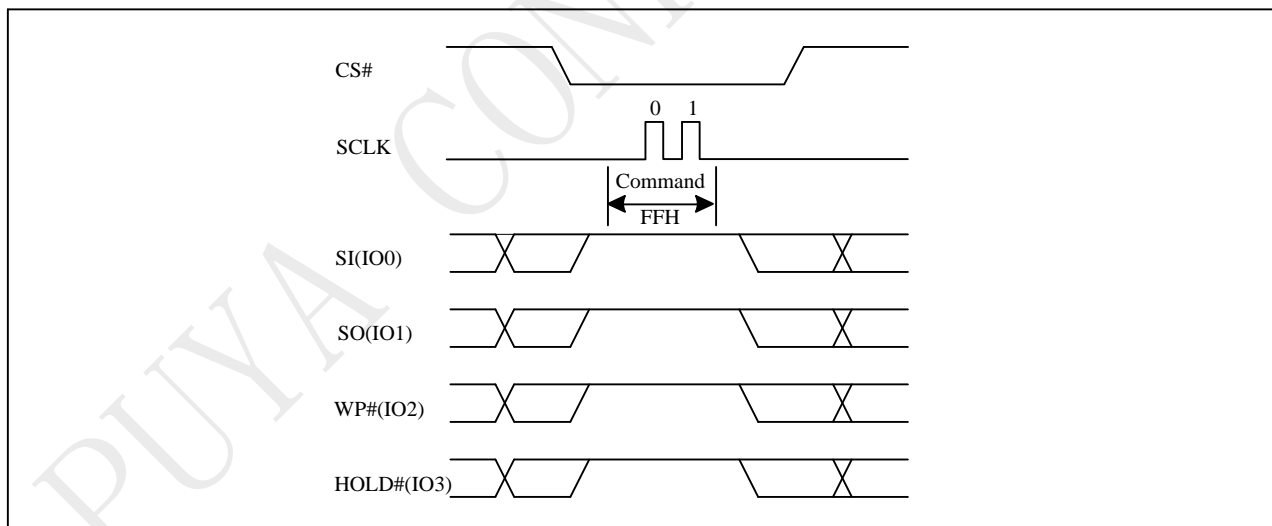 CS#
0 1
SCLK
Command
FFH
SI(IO0)
SO(IO1)
WP#(IO2)
HOLD#(IO3)
PUYA CON